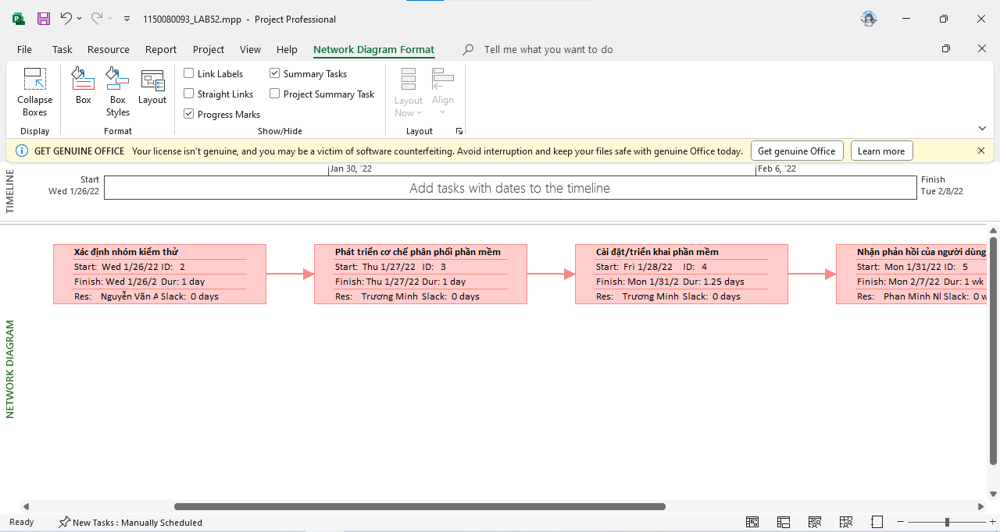 1150080093_LAB52.mpp - Project Professional
File Task Resource Report Project View Help Network Diagram Format Tell me what you want to do
Collapse Boxes
Box
Box Styles
Layout
Link Labels
Straight Links
Progress Marks
Summary Tasks
Project Summary Task
Layout Now
Align
Display
Format
Show/Hide
Layout
GET GENUINE OFFICE Your license isn't genuine, and you may be a victim of software counterfeiting. Avoid interruption and keep your files safe with genuine Office today. Get genuine Office Learn more
TIMELINE
Jan 30, '22
Feb 6, '22
Start
Wed 1/26/22
Add tasks with dates to the timeline
Finish
Tue 2/8/22
NETWORK DIAGRAM
Xác định nhóm kiểm thử
Start: Wed 1/26/22 ID: 2
Finish: Wed 1/26/2 Dur: 1 day
Res: Nguyễn Văn A Slack: 0 days
Phát triển cơ chế phân phối phần mềm
Start: Thu 1/27/22 ID: 3
Finish: Thu 1/27/22 Dur: 1 day
Res: Trương Minh Slack: 0 days
Cài đặt/triển khai phần mềm
Start: Fri 1/28/22 ID: 4
Finish: Mon 1/31/2 Dur: 1.25 days
Res: Trương Minh Slack: 0 days
Nhận phản hồi của người dùng
Start: Mon 1/31/22 ID: 5
Finish: Mon 2/7/22 Dur: 1 wk
Res: Phan Minh Nl Slack: 0 w
Ready New Tasks : Manually Scheduled